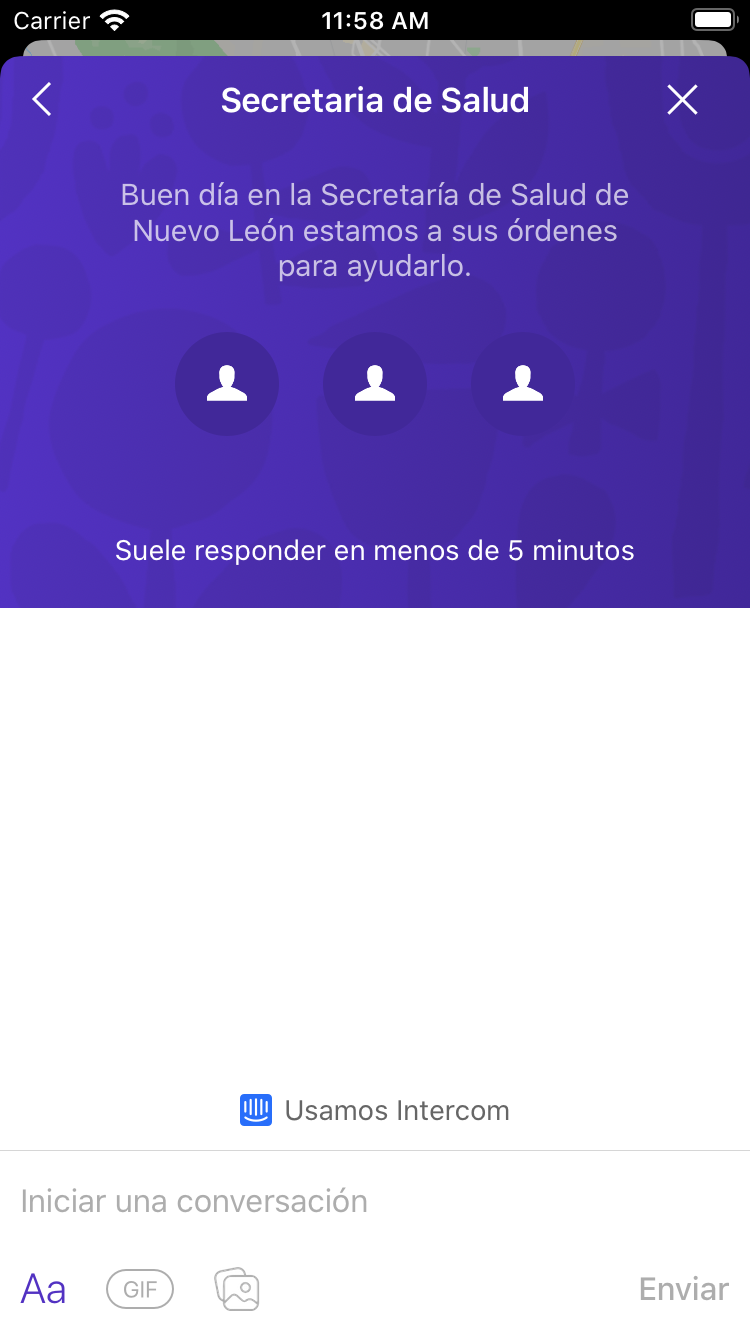 Carrier 11:58 AM
Secretaria de Salud
Buen día en la Secretaría de Salud de
Nuevo León estamos a sus órdenes
para ayudarlo.
Suele responder en menos de 5 minutos
Usamos Intercom
Iniciar una conversación
Aa GIF Enviar